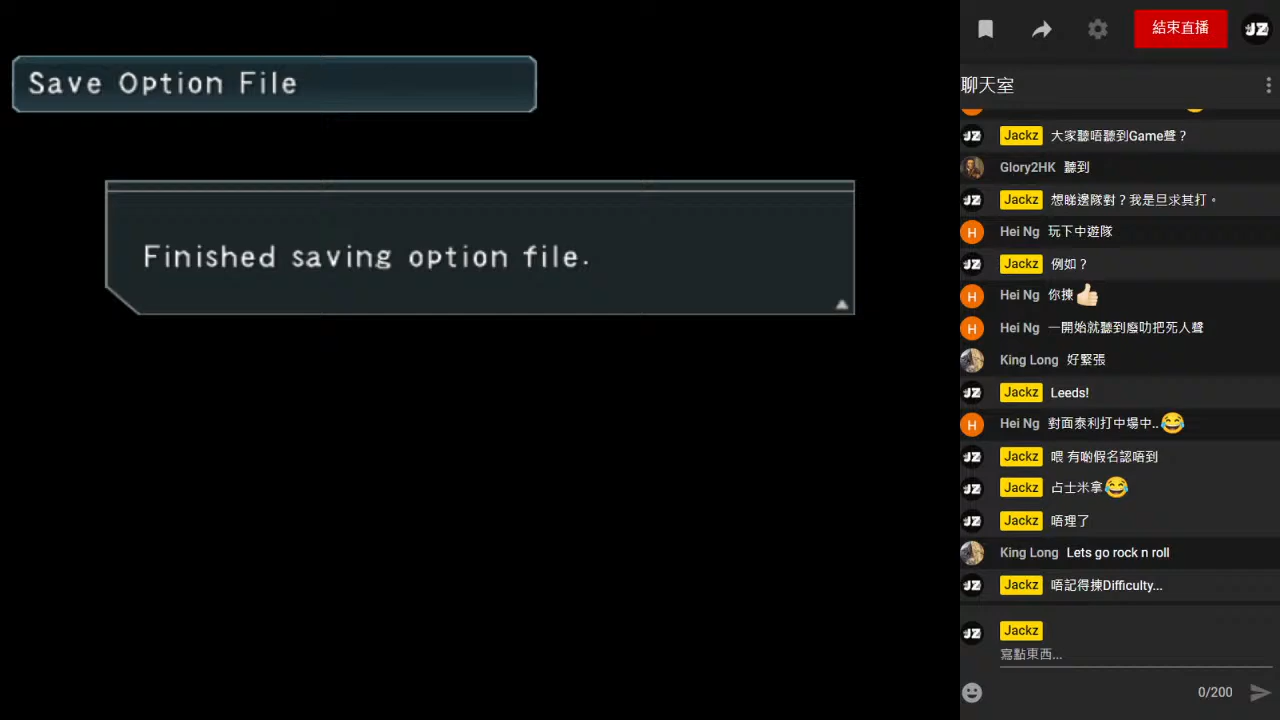 Save Option File
Finished saving option file.
結束直播
JZ
聊天室
Jackz 大家聽唔聽到Game聲？
Glory2HK 聽到
Jackz 想睇邊隊對？我是旦求其打。
Hei Ng 玩下中遊隊
Jackz 例如？
Hei Ng 你揀
Hei Ng 一開始就聽到癈叻把死人聲
King Long 好緊張
Jackz Leeds!
Hei Ng 對面泰利打中場中..
Jackz 喂 有啲假名認唔到
Jackz 占士米拿
Jackz 唔理了
King Long Lets go rock n roll
Jackz 唔記得揀Difficulty...
Jackz
寫點東西...
0/200